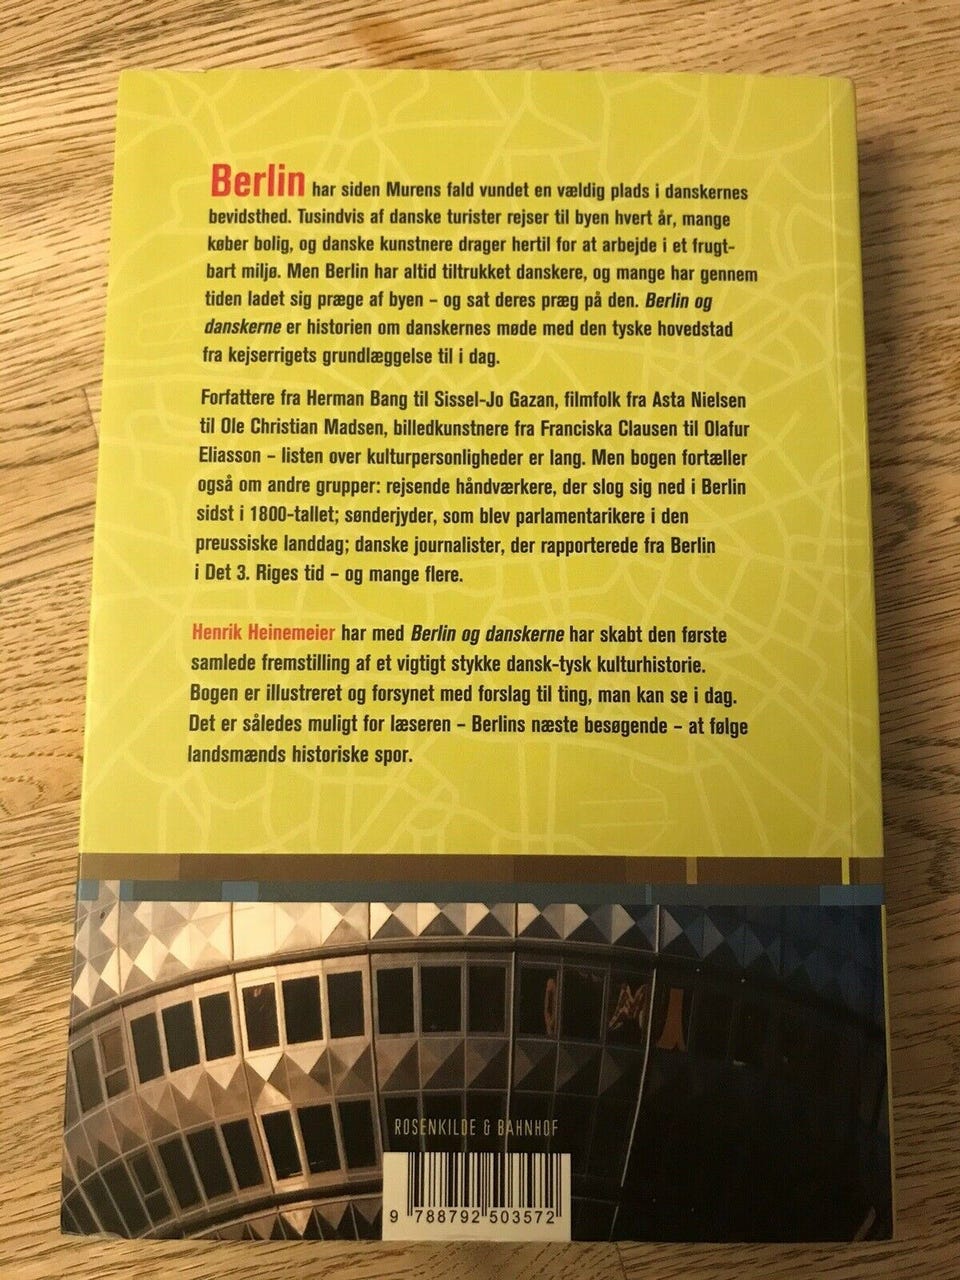 Berlin har siden Murens fald vundet en vældig plads i danskernes
bevidsthed. Tusindvis af danske turister rejser til byen hvert år, mange
køber bolig, og danske kunstnere drager hertil for at arbejde i et frugt-
bart miljø. Men Berlin har altid tiltrukket danskere, og mange har gennem
tiden ladet sig præge af byen – og sat deres præg på den. Berlin og
danskerne er historien om danskernes møde med den tyske hovedstad
fra kejserrigets grundlæggelse til i dag.
Forfattere fra Herman Bang til Sissel-Jo Gazan, filmfolk fra Asta Nielsen
til Ole Christian Madsen, billedkunstnere fra Franciska Clausen til Olafur
Eliasson – listen over kulturpersonligheder er lang. Men bogen fortæller
også om andre grupper: rejsende håndværkere, der slog sig ned i Berlin
sidst i 1800-tallet; sønderjyder, som blev parlamentarikere i den
preussiske landdag; danske journalister, der rapporterede fra Berlin
i Det 3. Riges tid – og mange flere.
Henrik Heinemeier har med Berlin og danskerne har skabt den første
samlede fremstilling af et vigtigt stykke dansk-tysk kulturhistorie.
Bogen er illustreret og forsynet med forslag til ting, man kan se i dag.
Det er således muligt for læseren – Berlins næste besøgende – at følge
landsmænds historiske spor.
ROSENKILDE & BAHNHOF
9 788792 503572